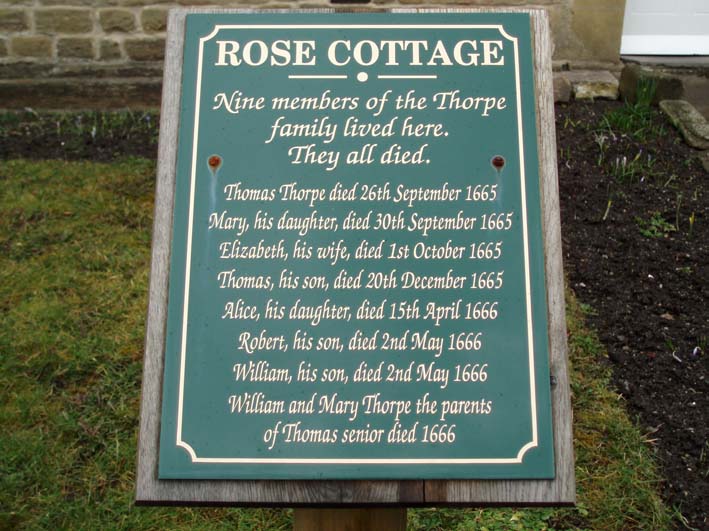 ROSE COTTAGE
Nine members of the Thorpe
family lived here.
They all died.
Thomas Thorpe died 26th September 1665
Mary, his daughter, died 30th September 1665
Elizabeth, his wife, died 1st October 1665
Thomas, his son, died 20th December 1665
Alice, his daughter, died 15th April 1666
Robert, his son, died 2nd May 1666
William, his son, died 2nd May 1666
William and Mary Thorpe the parents
of Thomas senior died 1666